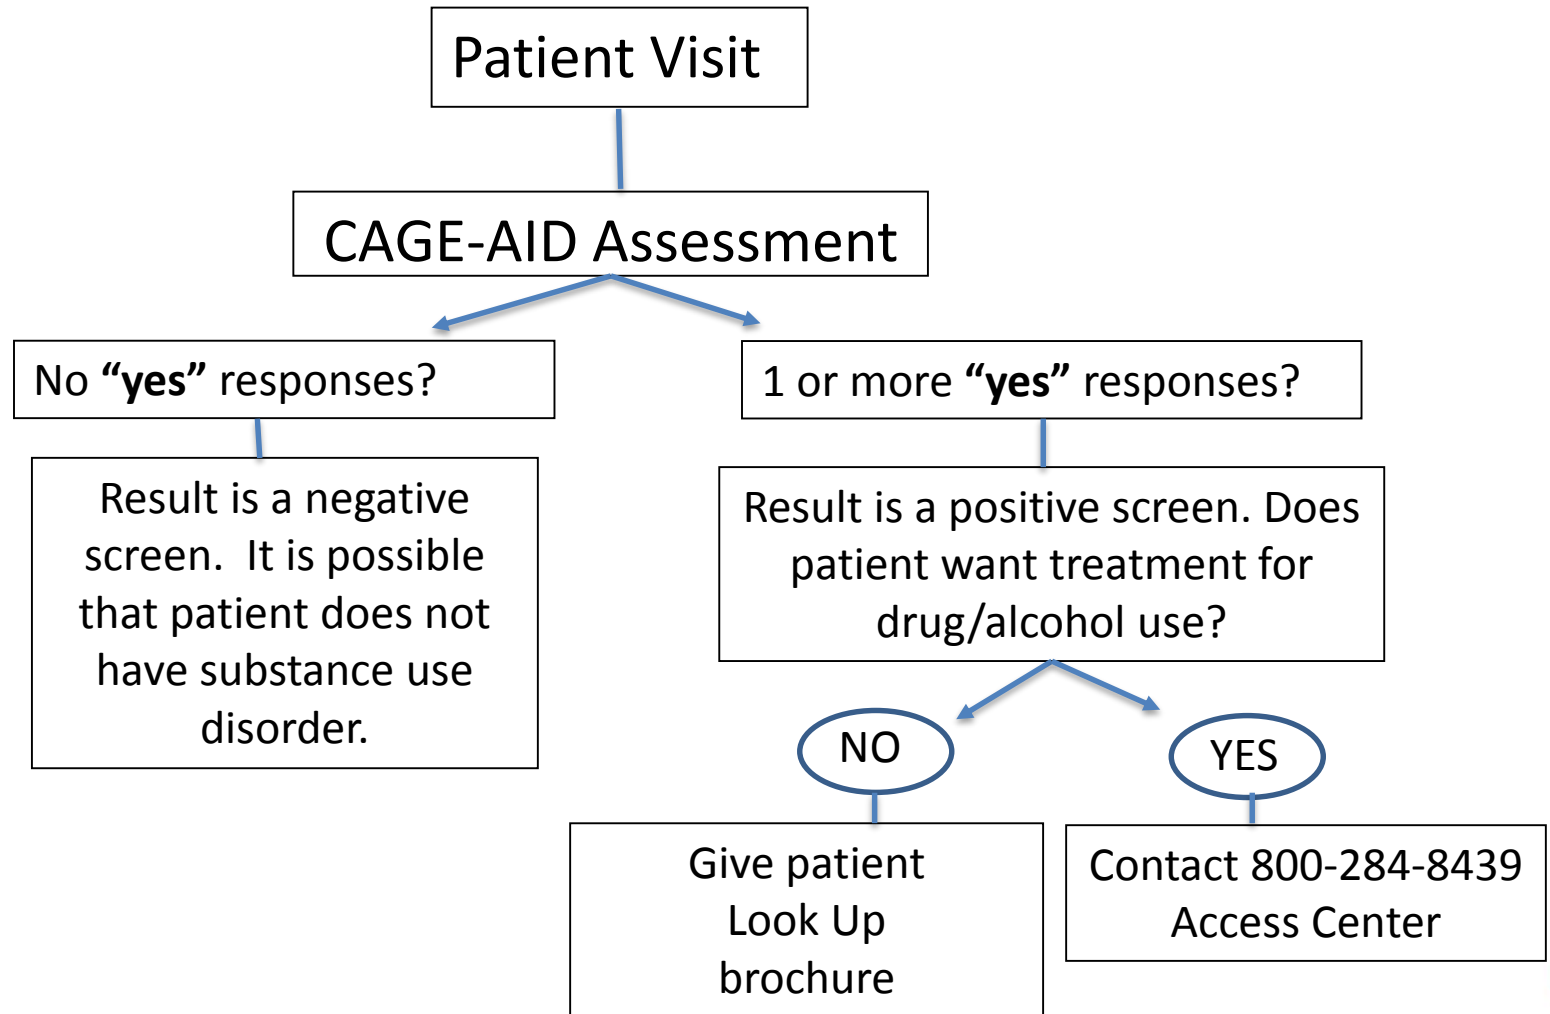 Patient Visit
CAGE-AID Assessment
No “yes” responses?
1 or more “yes” responses?
Result is a negative
screen.  It is possible
that patient does not
have substance use
disorder.
Result is a positive screen. Does
patient want treatment for
drug/alcohol use?
NO
YES
Give patient
Look Up
brochure
Contact 800-284-8439
Access Center